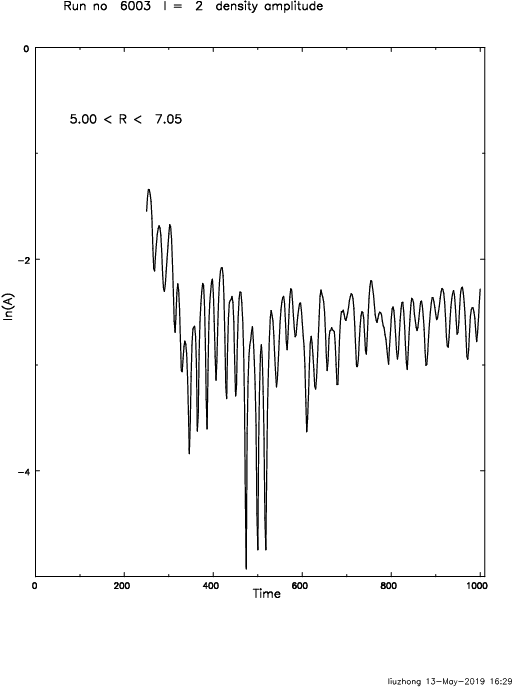 Run no 6003 l = 2 density amplitude
0
5.00 < R < 7.05
-2
ln(A)
-4
0 200 400 600 800 1000
Time
liuzhong 13-May-2019 16:29